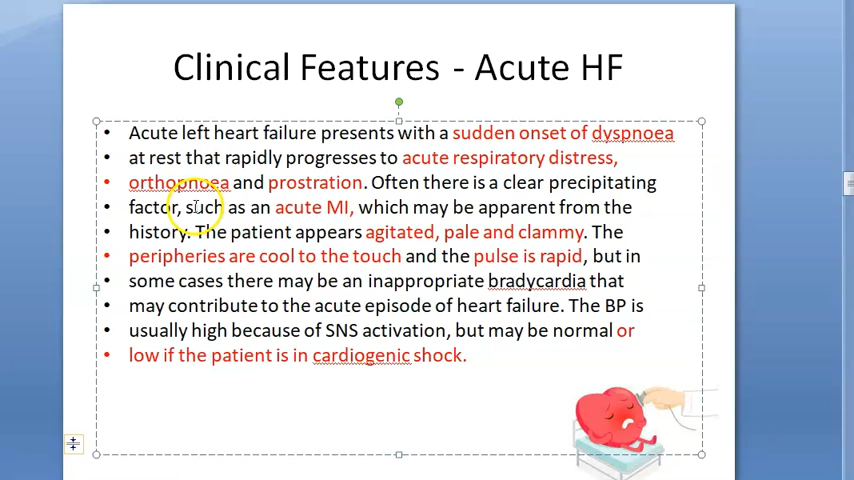 Clinical Features - Acute HF
• Acute left heart failure presents with a sudden onset of dyspnoea
• at rest that rapidly progresses to acute respiratory distress,
• orthopnoea and prostration. Often there is a clear precipitating
• factor, such as an acute MI, which may be apparent from the
• history. The patient appears agitated, pale and clammy. The
• peripheries are cool to the touch and the pulse is rapid, but in
• some cases there may be an inappropriate bradycardia that
• may contribute to the acute episode of heart failure. The BP is
• usually high because of SNS activation, but may be normal or
• low if the patient is in cardiogenic shock.